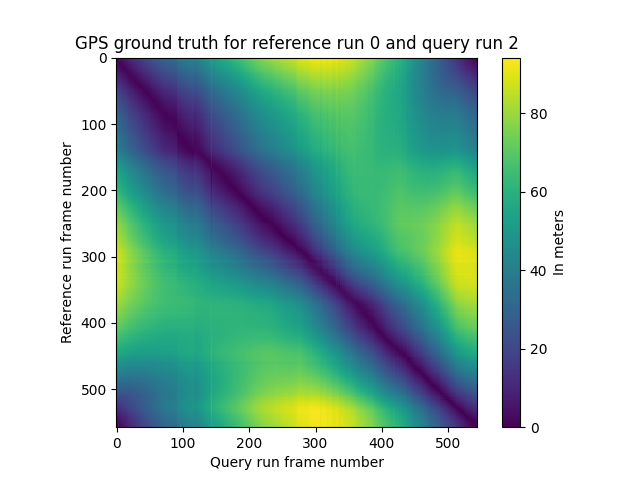 GPS ground truth for reference run 0 and query run 2
0
100
200
300
400
500
Reference run frame number
0 100 200 300 400 500
Query run frame number
80
60
40
20
0
In meters